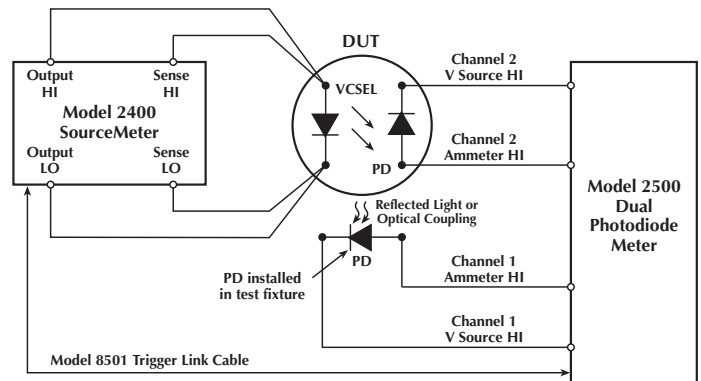 Output
HI
Sense
HI
Model 2400
SourceMeter
Output
LO
Sense
LO
DUT
VCSEL
PD
Channel 2
V Source HI
Channel 2
Ammeter HI
Model 2500
Dual
Photodiode
Meter
Reflected Light or
Optical Coupling
PD
PD installed
in test fixture
Channel 1
Ammeter HI
Channel 1
V Source HI
Model 8501 Trigger Link Cable